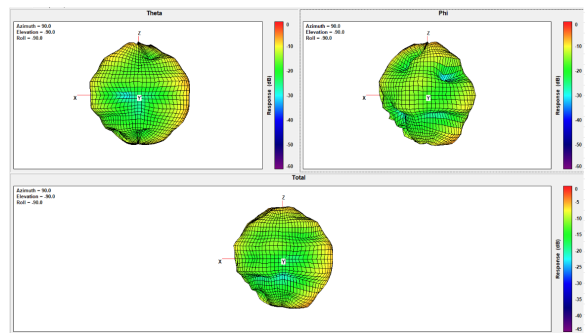 Theta
Azimuth = 90.0
Elevation = -90.0
Roll = -90.0
Z
X
Y
0
-10
-20
-30
-40
-50
-60
Response (dB)
Phi
Azimuth = 90.0
Elevation = -90.0
Roll = -90.0
Z
X
Y
0
-10
-20
-30
-40
-50
-60
Response (dB)
Total
Azimuth = 90.0
Elevation = -90.0
Roll = -90.0
Z
X
Y
0
-5
-10
-15
-20
-25
-30
-35
-40
-45
Response (dB)